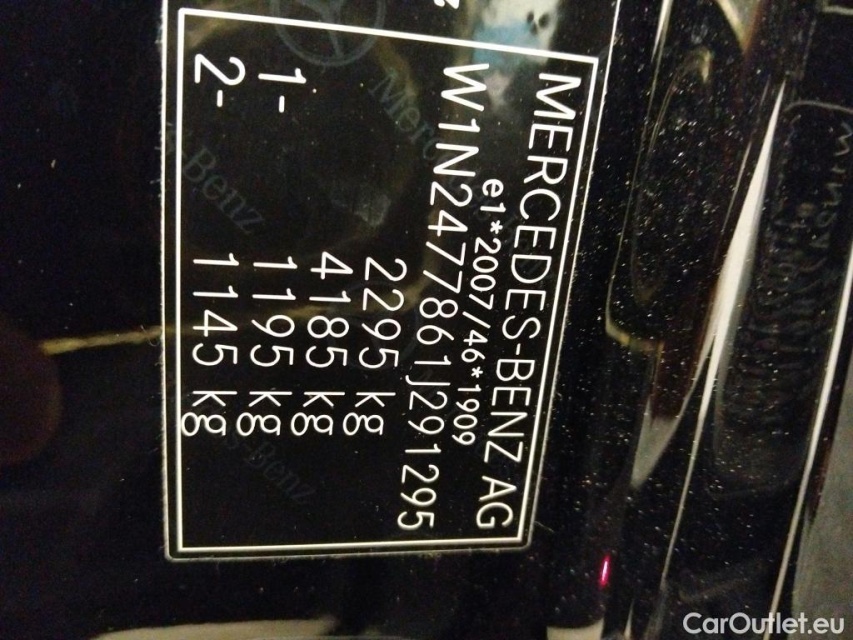 MERCEDES-BENZ AG
e1*2007/46*1909
W1N2477861J291295
2295 kg
4185 kg
1- 1195 kg
2- 1145 kg
CarOutlet.eu